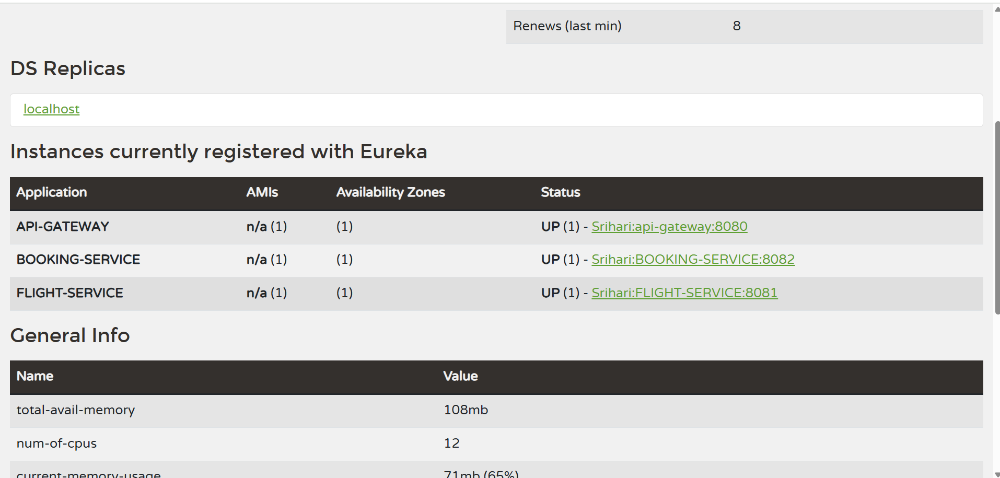 Renews (last min) 8
DS Replicas
localhost
Instances currently registered with Eureka
Application AMIs Availability Zones Status
API-GATEWAY n/a (1) (1) UP (1) - Srihari:api-gateway:8080
BOOKING-SERVICE n/a (1) (1) UP (1) - Srihari:BOOKING-SERVICE:8082
FLIGHT-SERVICE n/a (1) (1) UP (1) - Srihari:FLIGHT-SERVICE:8081
General Info
Name Value
total-avail-memory 108mb
num-of-cpus 12
current-memory-usage 71mb (65%)